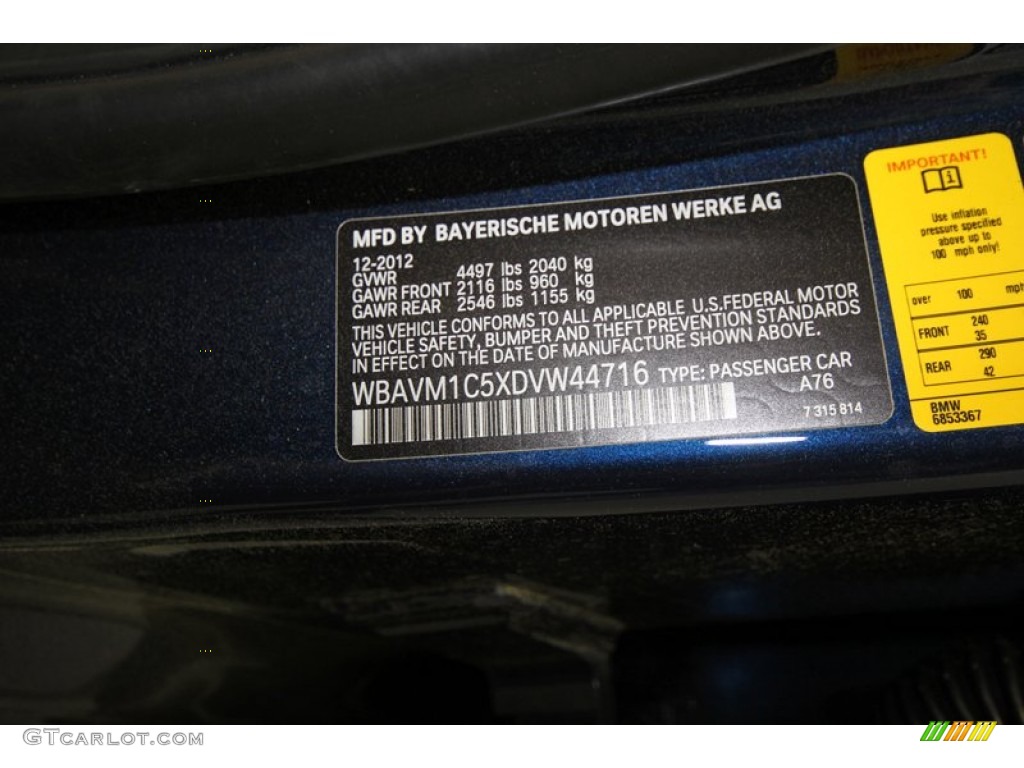 MFD BY BAYERISCHE MOTOREN WERKE AG
12-2012
GVWR 4497 lbs 2040 kg
GAWR FRONT 2116 lbs 960 kg
GAWR REAR 2546 lbs 1155 kg
THIS VEHICLE CONFORMS TO ALL APPLICABLE U.S.FEDERAL MOTOR
VEHICLE SAFETY, BUMPER AND THEFT PREVENTION STANDARDS
IN EFFECT ON THE DATE OF MANUFACTURE SHOWN ABOVE.
WBAVM1C5XDVW44716 TYPE: PASSENGER CAR
A76
7 315 814
IMPORTANT!
Use inflation
pressure specified
above up to
100 mph only!
over 100 mph
FRONT 240
35
REAR 290
42
BMW
6853367
GTCARLOT.COM